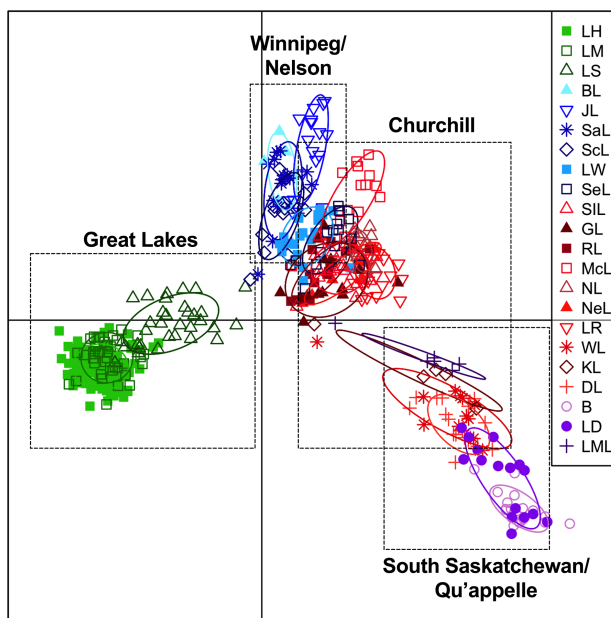 Winnipeg/
Nelson
Churchill
Great Lakes
South Saskatchewan/
Qu'appelle
LH
LM
LS
BL
JL
SaL
ScL
LW
SeL
SIL
GL
RL
McL
NL
NeL
LR
WL
KL
DL
B
LD
LML